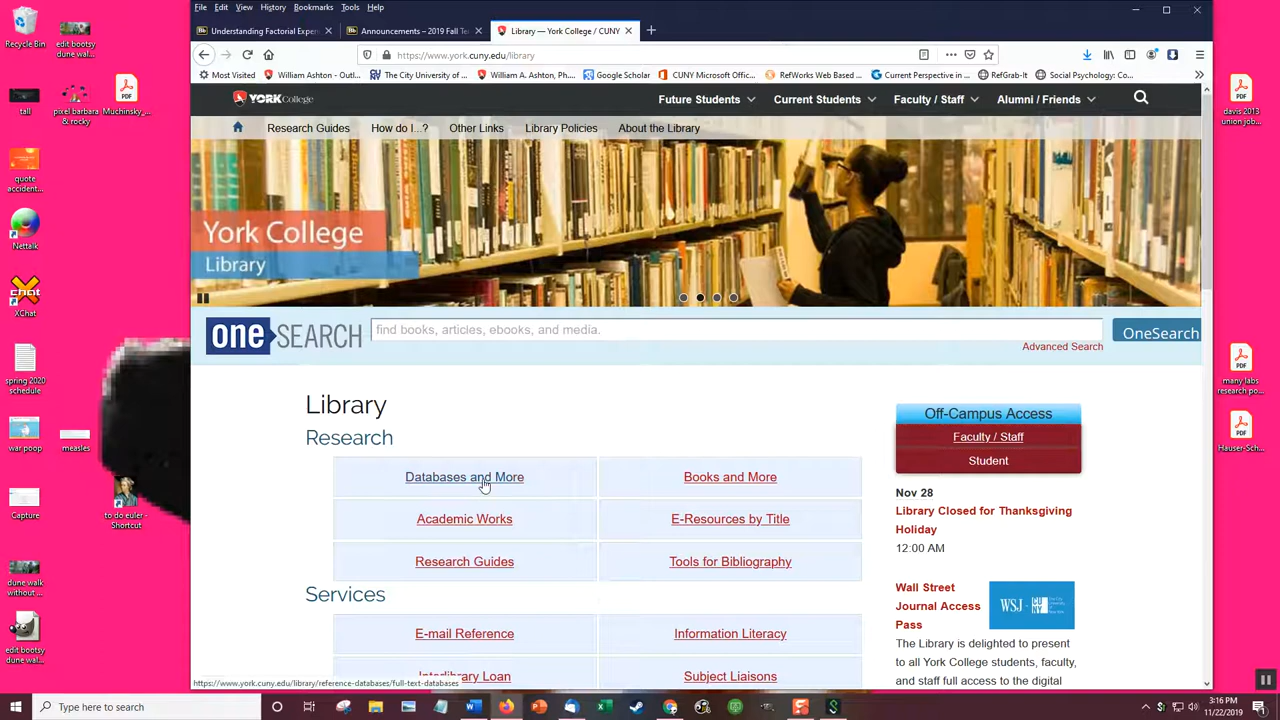 File Edit View History Bookmarks Tools Help
Understanding Factorial Exper
Announcements – 2019 Fall Te
Library — York College / CUNY
https://www.york.cuny.edu/library
Most Visited
William Ashton - Outl...
The City University of ...
William A. Ashton, Ph...
Google Scholar
CUNY Microsoft Offic...
RefWorks Web Based ...
Current Perspective in ...
RefGrab-It
Social Psychology: Co...
YORK College
Future Students
Current Students
Faculty / Staff
Alumni / Friends
Research Guides
How do I...?
Other Links
Library Policies
About the Library
York College
Library
one SEARCH
find books, articles, ebooks, and media.
OneSearch
Advanced Search
Library
Research
Databases and More
Books and More
Academic Works
E-Resources by Title
Research Guides
Tools for Bibliography
Services
E-mail Reference
Information Literacy
Interlibrary Loan
Subject Liaisons
Off-Campus Access
Faculty / Staff
Student
Nov 28
Library Closed for Thanksgiving
Holiday
12:00 AM
Wall Street
Journal Access
Pass
WSJ
The Library is delighted to present
to all York College students, faculty,
and staff full access to the digital
https://www.york.cuny.edu/library/reference-databases/full-text-databases
Recycle Bin
edit bootsy
dune wal...
tall
pixel barbara
& rocky
Muchinsky_...
quote
accident...
Nettalk
XChat
spring 2020
schedule
war poop
measles
Capture
to do euler -
Shortcut
dune walk
without ...
edit bootsy
dune wal...
davis 2013
union job...
many labs
research po...
Hauser-Sch...
Type here to search
3:16 PM
11/22/2019